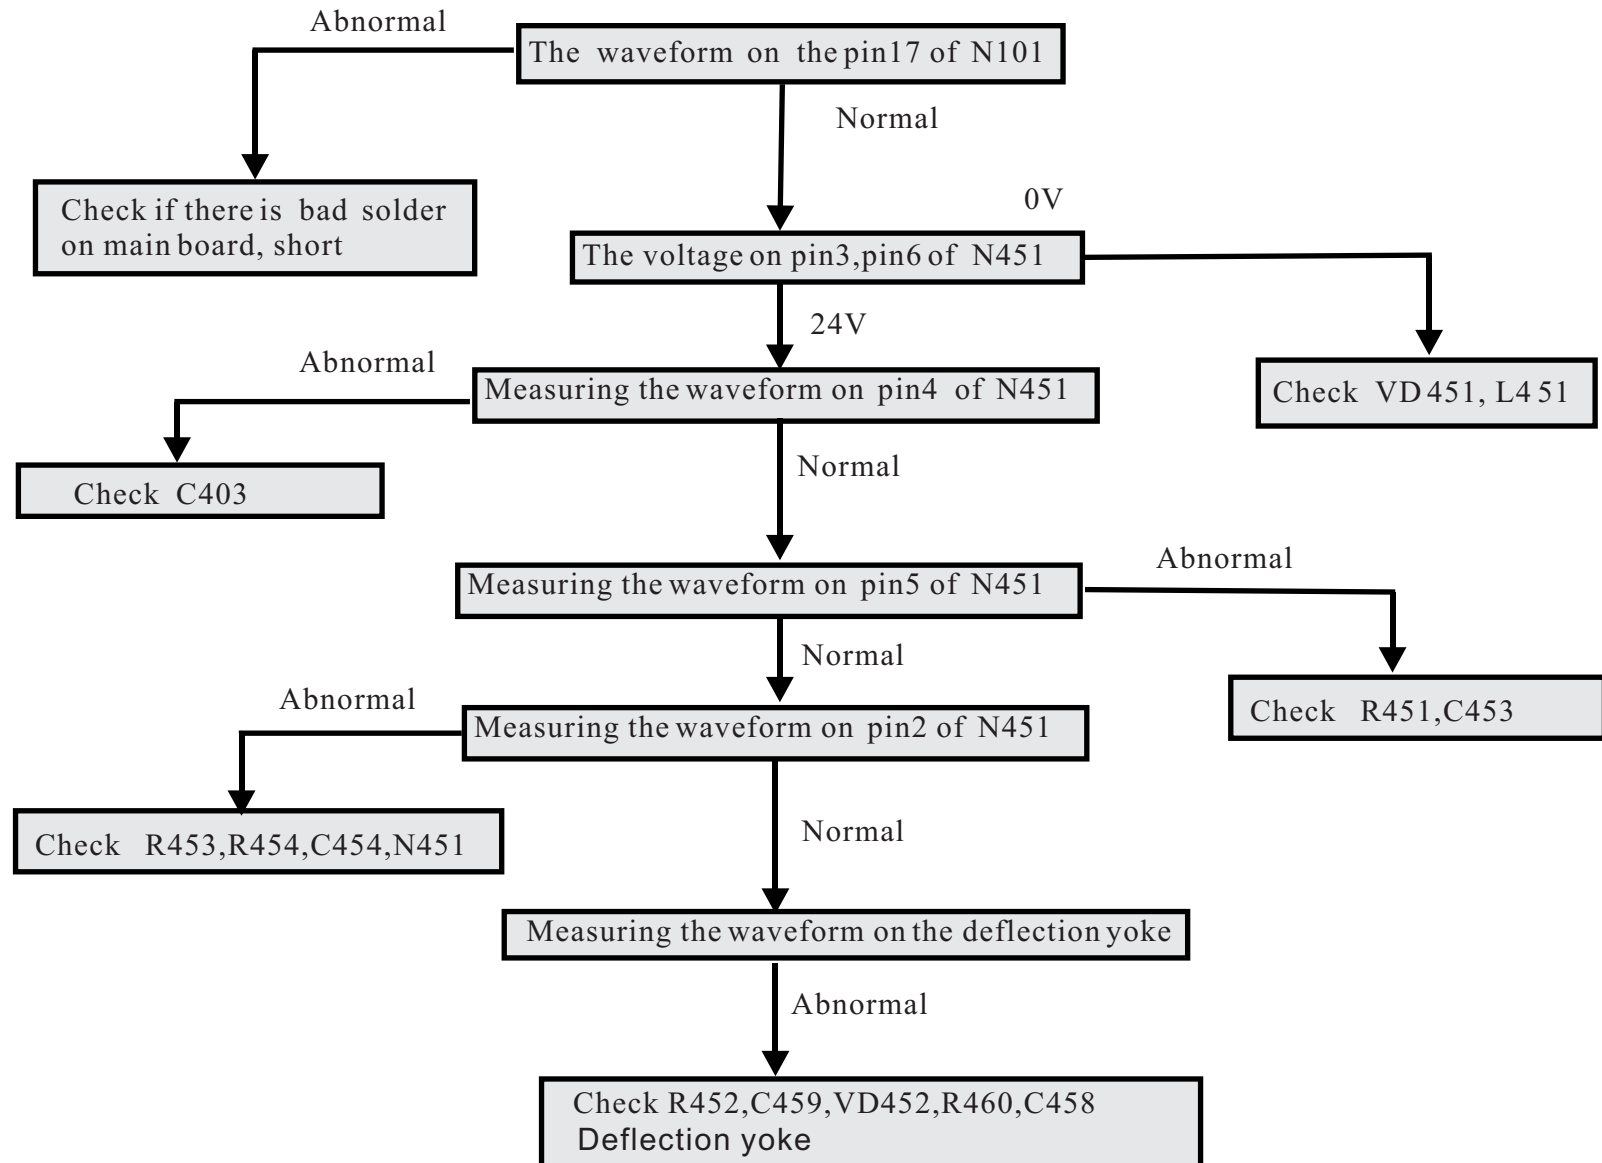 Abnormal
The waveform on the pin17 of N101
Normal
Check if there is bad solder
on main board, short
0V
The voltage on pin3,pin6 of N451
24V
Abnormal
Measuring the waveform on pin4 of N451
Check VD451, L451
Check C403
Normal
Abnormal
Measuring the waveform on pin5 of N451
Normal
Abnormal
Check R451,C453
Measuring the waveform on pin2 of N451
Check R453,R454,C454,N451
Normal
Measuring the waveform on the deflection yoke
Abnormal
Check R452,C459,VD452,R460,C458
Deflection yoke